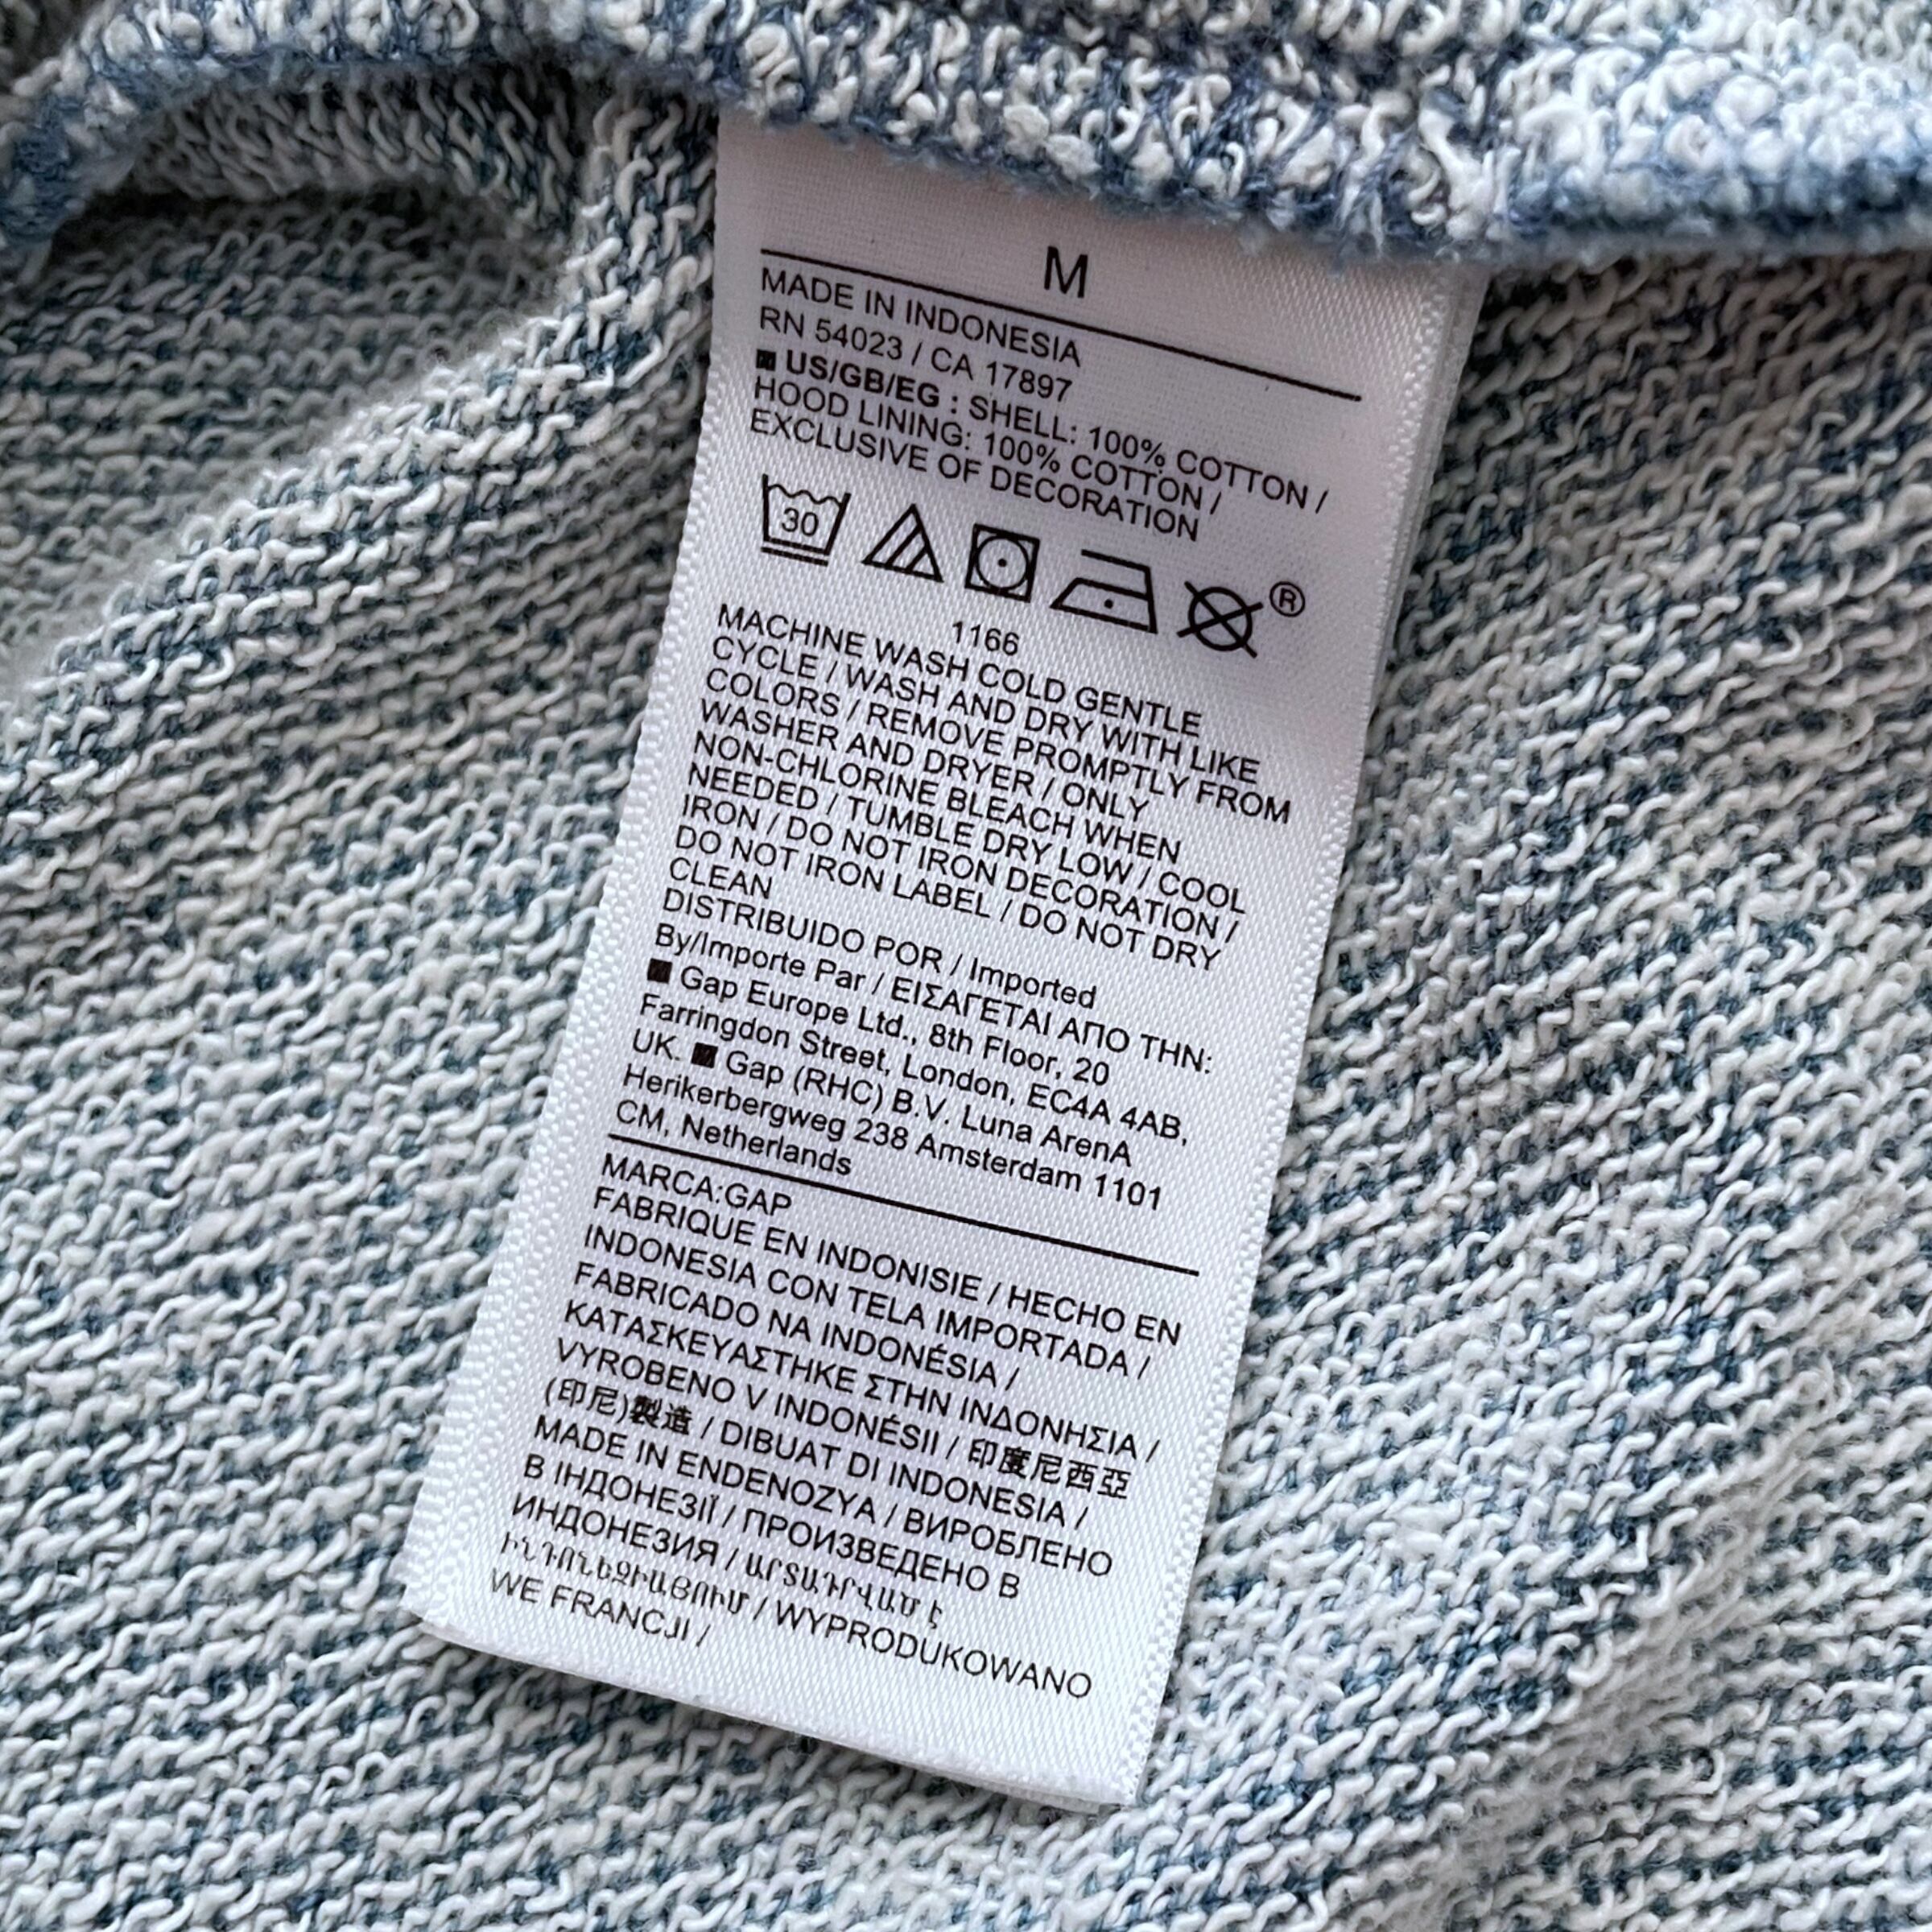 M
MADE IN INDONESIA
RN 54023 / CA 17897
US/GB/EG : SHELL: 100% COTTON /
HOOD LINING: 100% COTTON /
EXCLUSIVE OF DECORATION
30
®
1166
MACHINE WASH COLD GENTLE
CYCLE / WASH AND DRY WITH LIKE
COLORS / REMOVE PROMPTLY FROM
WASHER AND DRYER / ONLY
NON-CHLORINE BLEACH WHEN
NEEDED / TUMBLE DRY LOW / COOL
IRON / DO NOT IRON DECORATION /
DO NOT IRON LABEL / DO NOT DRY
CLEAN
DISTRIBUIDO POR / Imported
By/Importe Par / ΕΙΣΑΓΕΤΑΙ ΑΠΟ ΤΗΝ:
Gap Europe Ltd., 8th Floor, 20
Farringdon Street, London, EC4A 4AB,
UK. Gap (RHC) B.V. Luna ArenA
Herikerbergweg 238 Amsterdam 1101
CM, Netherlands
MARCA:GAP
FABRIQUE EN INDONISIE / HECHO EN
INDONESIA CON TELA IMPORTADA /
FABRICADO NA INDONÉSIA /
ΚΑΤΑΣΚΕΥΑΣΤΗΚΕ ΣΤΗΝ ΙΝΔΟΝΗΣΙΑ /
VYROBENO V INDONÉSII / 印度尼西亞
(印尼)製造 / DIBUAT DI INDONESIA /
MADE IN ENDENOZYA / ВИРОБЛЕНО
В ІНДОНЕЗІЇ / ПРОИЗВЕДЕНО В
ИНДОНЕЗИЯ / ԱՐՏԱԴՐՎԱԾ Է
ԻՆԴՈՆԵԶԻԱՅՈՒՄ / WYPRODUKOWANO
WE FRANCJI /